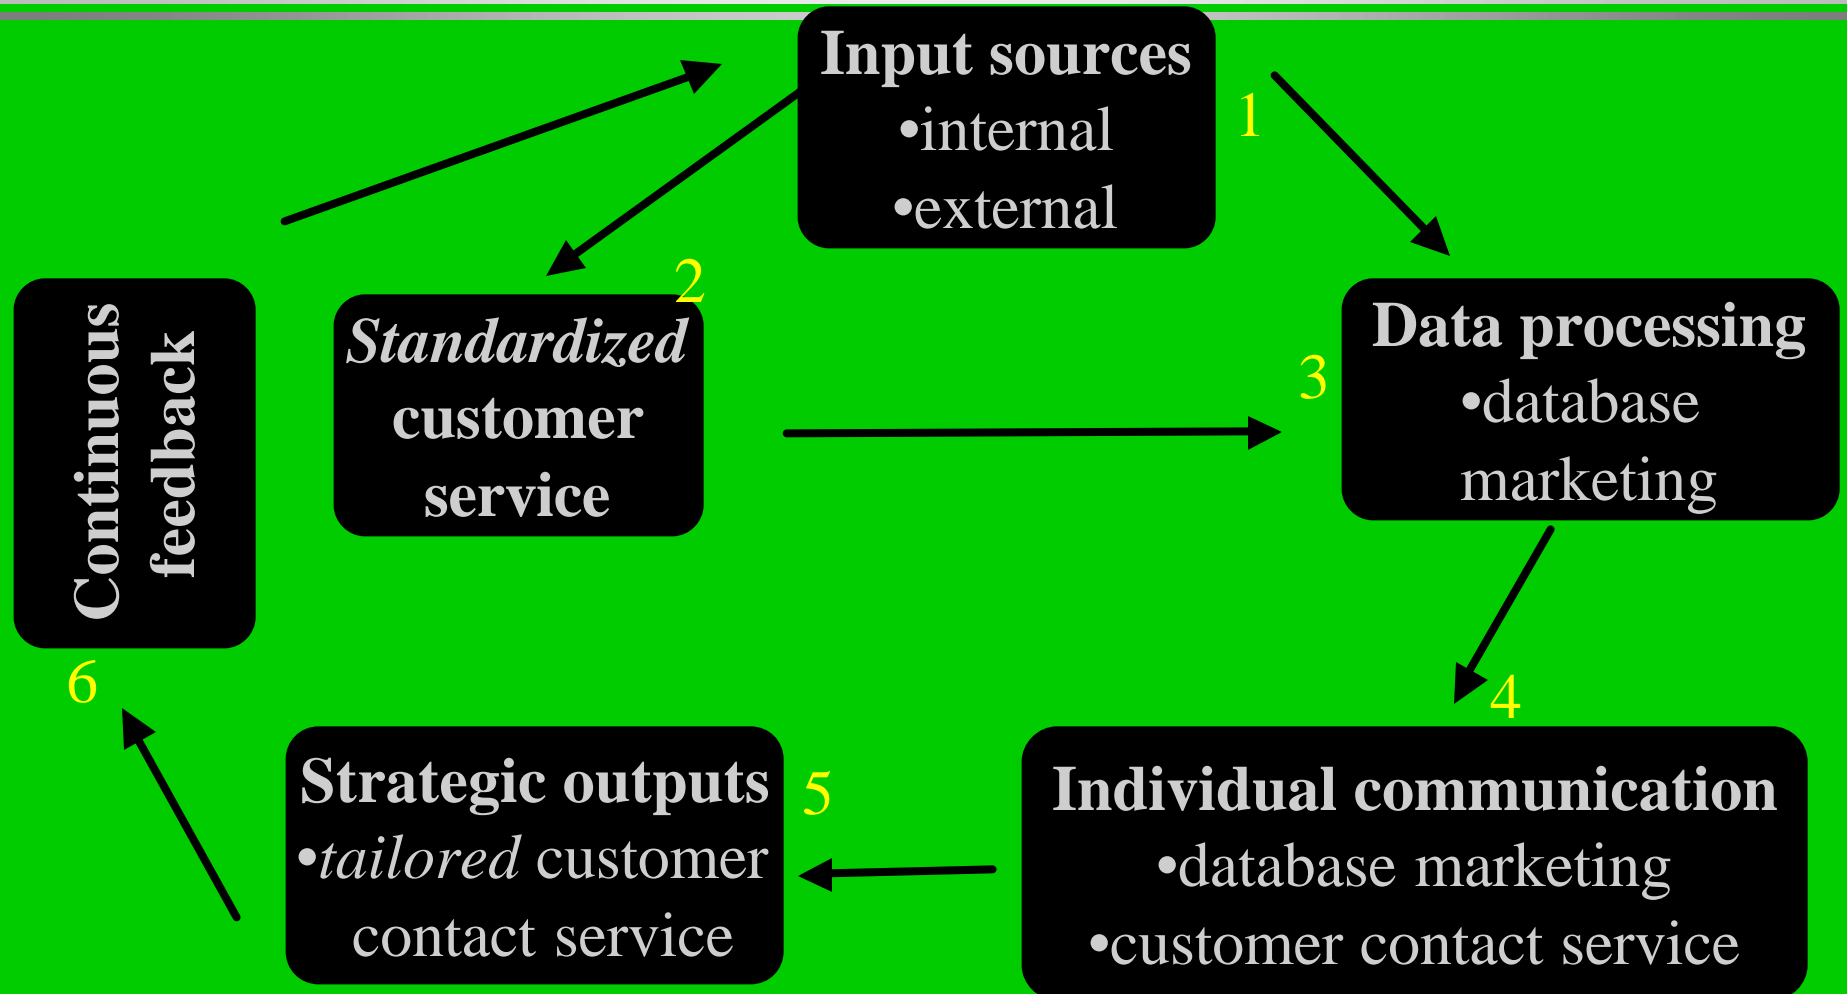 Input sources
•internal
•external
1
2
Standardized
customer
service
3
Data processing
•database
marketing
4
Individual communication
•database marketing
•customer contact service
5
Strategic outputs
•tailored customer
contact service
6
Continuous
feedback